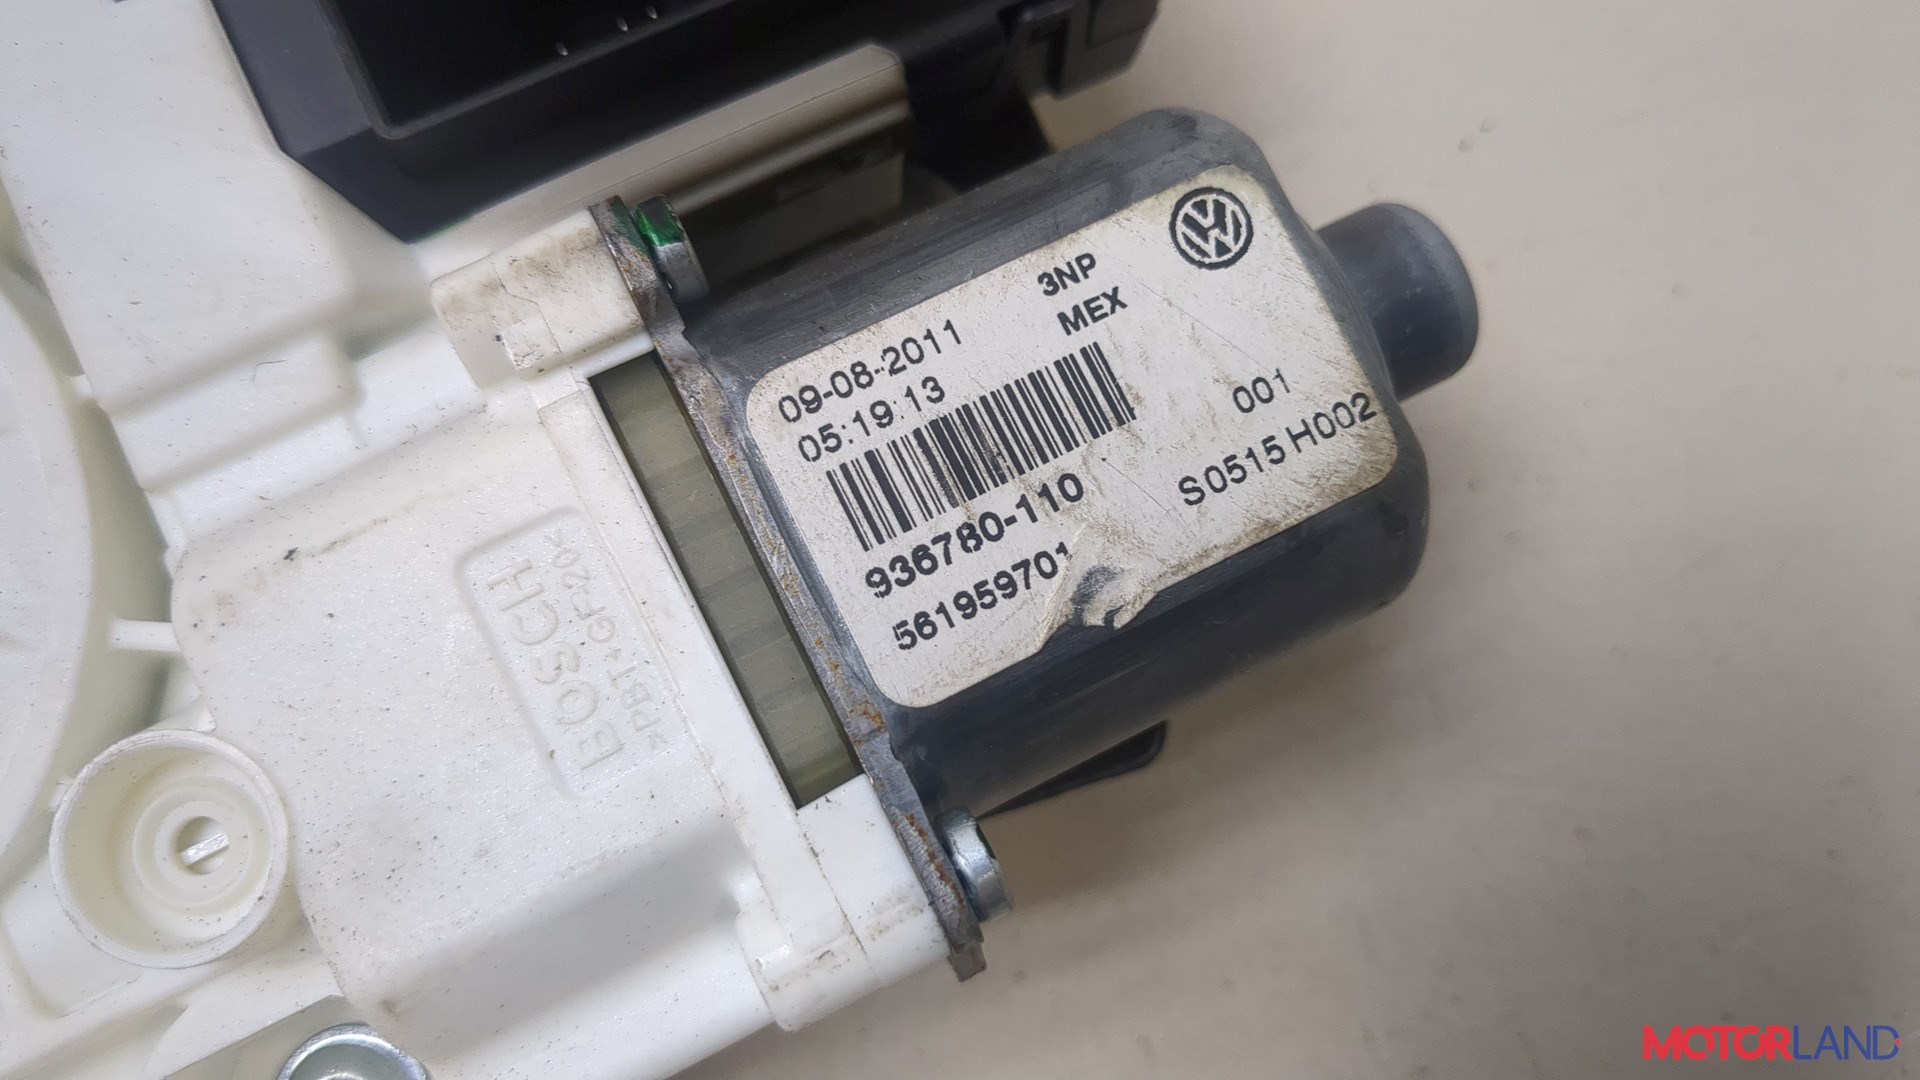 3NP
MEX
09-08-2011
05:19:13
001
S0515 H002
936780-110
561959701
BOSCH
>PBT+GF20<
MOTORLAND